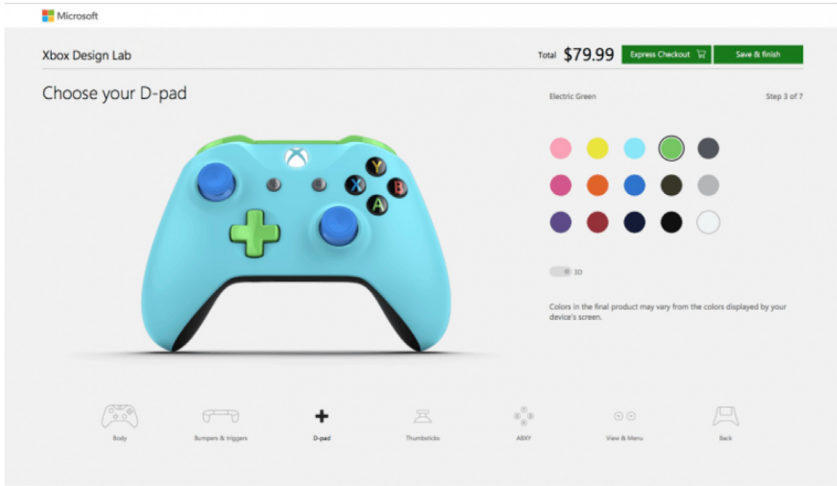 Microsoft
Xbox Design Lab
Total $79.99 Express Checkout Save & finish
Choose your D-pad
Electric Green Step 3 of 7
Y
X B
A
3D
Colors in the final product may vary from the colors displayed by your
device's screen.
Body Bumpers & triggers D-pad Thumbsticks ABXY View & Menu Back